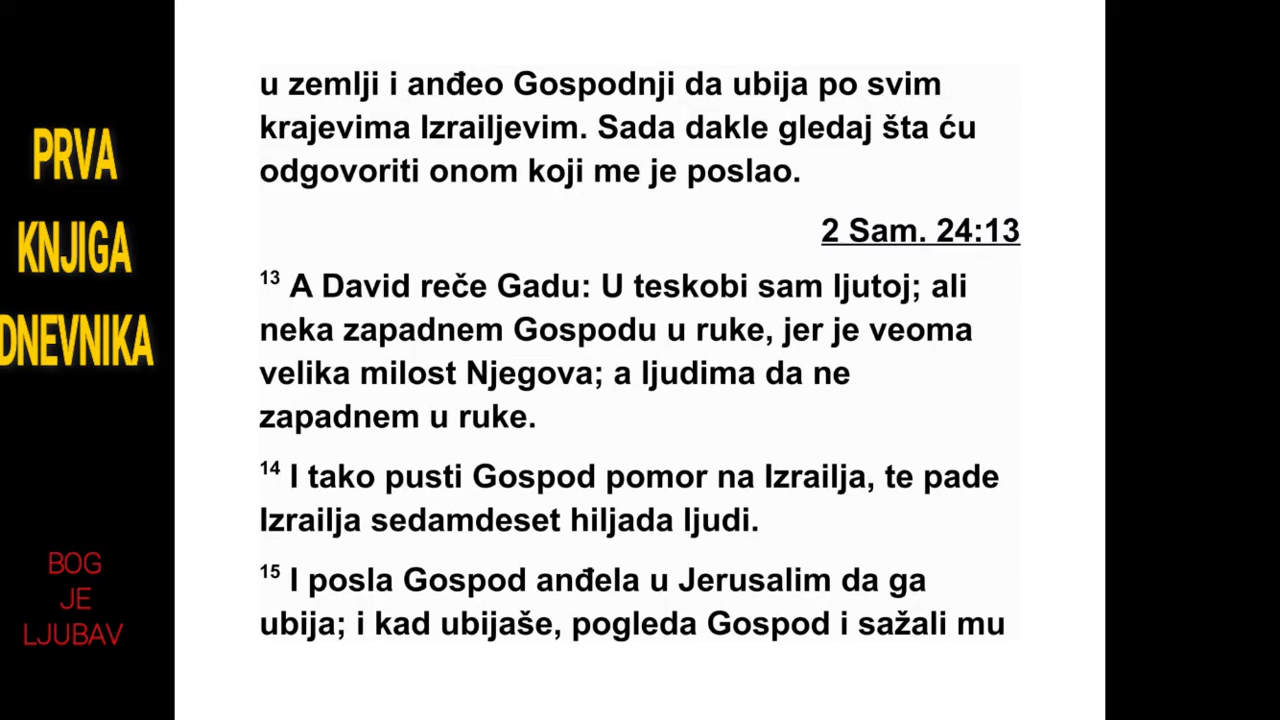 PRVA
KNJIGA
DNEVNIKA
BOG
JE
LJUBAV
u zemlji i anđeo Gospodnji da ubija po svim
krajevima Izrailjevim. Sada dakle gledaj šta ću
odgovoriti onom koji me je poslao.
2 Sam. 24:13
13 A David reče Gadu: U teskobi sam ljutoj; ali
neka zapadnem Gospodu u ruke, jer je veoma
velika milost Njegova; a ljudima da ne
zapadnem u ruke.
14 I tako pusti Gospod pomor na Izrailja, te pade
Izrailja sedamdeset hiljada ljudi.
15 I posla Gospod anđela u Jerusalim da ga
ubija; i kad ubijaše, pogleda Gospod i sažali mu